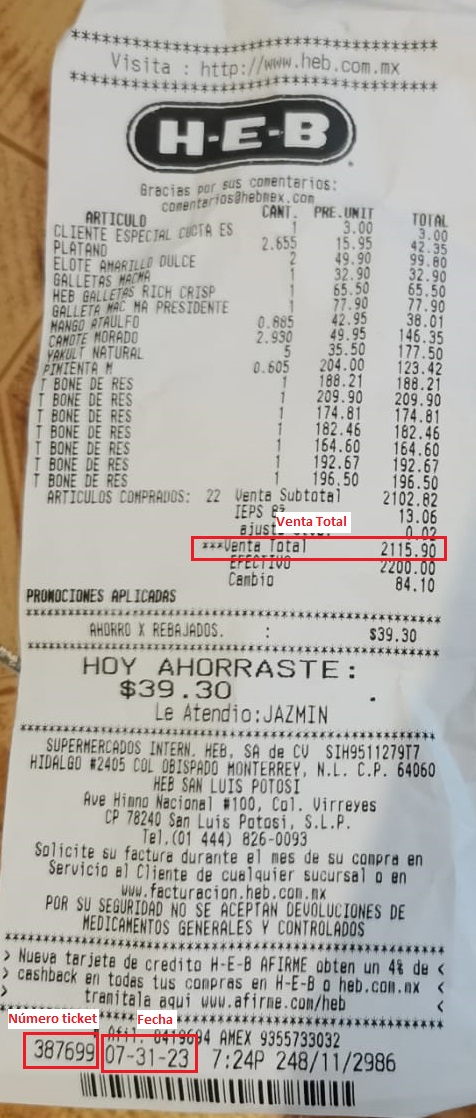 ************************************
Visita : http://www.heb.com.mx
************************************
H-E-B
Gracias por sus comentarios:
comentarios@hebmex.com
ARTICULO CANT. PRE.UNIT TOTAL
CLIENTE ESPECIAL CUCTA ES 1 3.00 3.00
PLATANO 2.655 15.95 42.35
ELOTE AMARILLO DULCE 2 49.90 99.80
GALLETAS MACMA 1 32.90 32.90
HEB GALLETAS RICH CRISP 1 65.50 65.50
GALLETA MAC MA PRESIDENTE 1 77.90 77.90
MANGO ATAULFO 0.885 42.95 38.01
CAMOTE MORADO 2.930 49.95 146.35
YAKULT NATURAL 5 35.50 177.50
PIMIENTA M 0.605 204.00 123.42
T BONE DE RES 1 188.21 188.21
T BONE DE RES 1 209.90 209.90
T BONE DE RES 1 174.81 174.81
T BONE DE RES 1 182.46 182.46
T BONE DE RES 1 164.60 164.60
T BONE DE RES 1 192.67 192.67
T BONE DE RES 1 196.50 196.50
ARTICULOS COMPRADOS: 22 Venta Subtotal 2102.82
IEPS 13.06
Venta Total
0.02
***Venta Total 2115.90
EFECTIVO 2200.00
Cambio 84.10
PROMOCIONES APLICADAS
************************************
AHORRO X REBAJADOS. : $39.30
************************************
HOY AHORRASTE:
$39.30
Le Atendio:JAZMIN
************************************
SUPERMERCADOS INTERN. HEB, SA de CV SIH9511279T7
HIDALGO #2405 COL OBISPADO MONTERREY, N.L. C.P. 64060
HEB SAN LUIS POTOSI
Ave Himno Nacional #100, Col. Virreyes
CP 78240 San Luis Potosi, S.L.P.
Tel.(01 444) 826-0093
Solicite su factura durante el mes de su compra en
Servicio al Cliente de cualquier sucursal o en
www.facturacion.heb.com.mx
POR SU SEGURIDAD NO SE ACEPTAN DEVOLUCIONES DE
MEDICAMENTOS GENERALES Y CONTROLADOS
************************************
> Nueva tarjeta de credito H-E-B AFIRME obten un 4% de <
> cashback en todas tus compras en H-E-B o heb.com.mx <
> tramitala aqui www.afirme.com/heb <
************************************
Número ticket Fecha
Afil. 8419694 AMEX 9355733032
387699 07-31-23 7:24P 248/11/2986